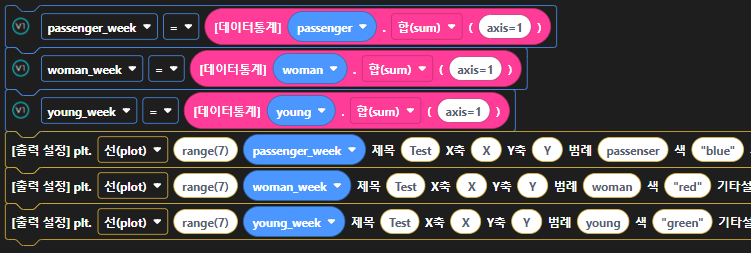 V1 passenger_week = [데이터통계] passenger . 합(sum) ( axis=1 )
V1 woman_week = [데이터통계] woman . 합(sum) ( axis=1 )
V1 young_week = [데이터통계] young . 합(sum) ( axis=1 )
[출력 설정] plt. 선(plot) range(7) passenger_week 제목 Test X축 X Y축 Y 범례 passenser 색 "blue"
[출력 설정] plt. 선(plot) range(7) woman_week 제목 Test X축 X Y축 Y 범례 woman 색 "red" 기타설
[출력 설정] plt. 선(plot) range(7) young_week 제목 Test X축 X Y축 Y 범례 young 색 "green" 기타